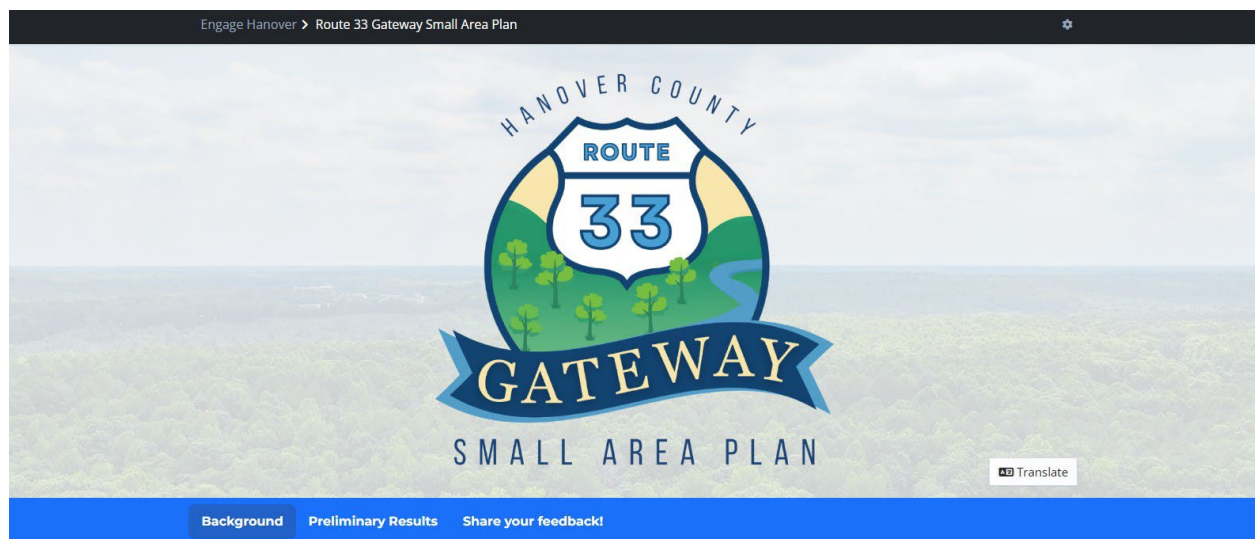 Engage Hanover > Route 33 Gateway Small Area Plan
HANOVER COUNTY
ROUTE
33
GATEWAY
SMALL AREA PLAN
Translate
Background Preliminary Results Share your feedback!